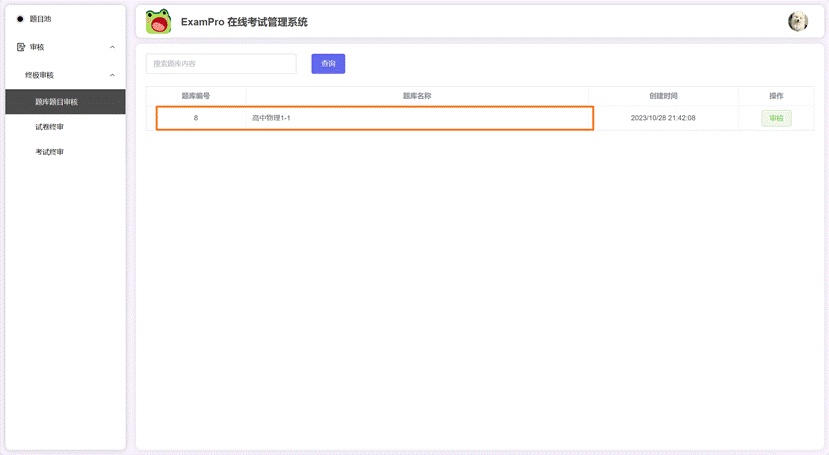 题目池
审核
终极审核
题库题目审核
试卷终审
考试终审
ExamPro 在线考试管理系统
搜索题库内容
查询
题库编号 题库名称 创建时间 操作
8 高中物理1-1 2023/10/28 21:42:08 审核